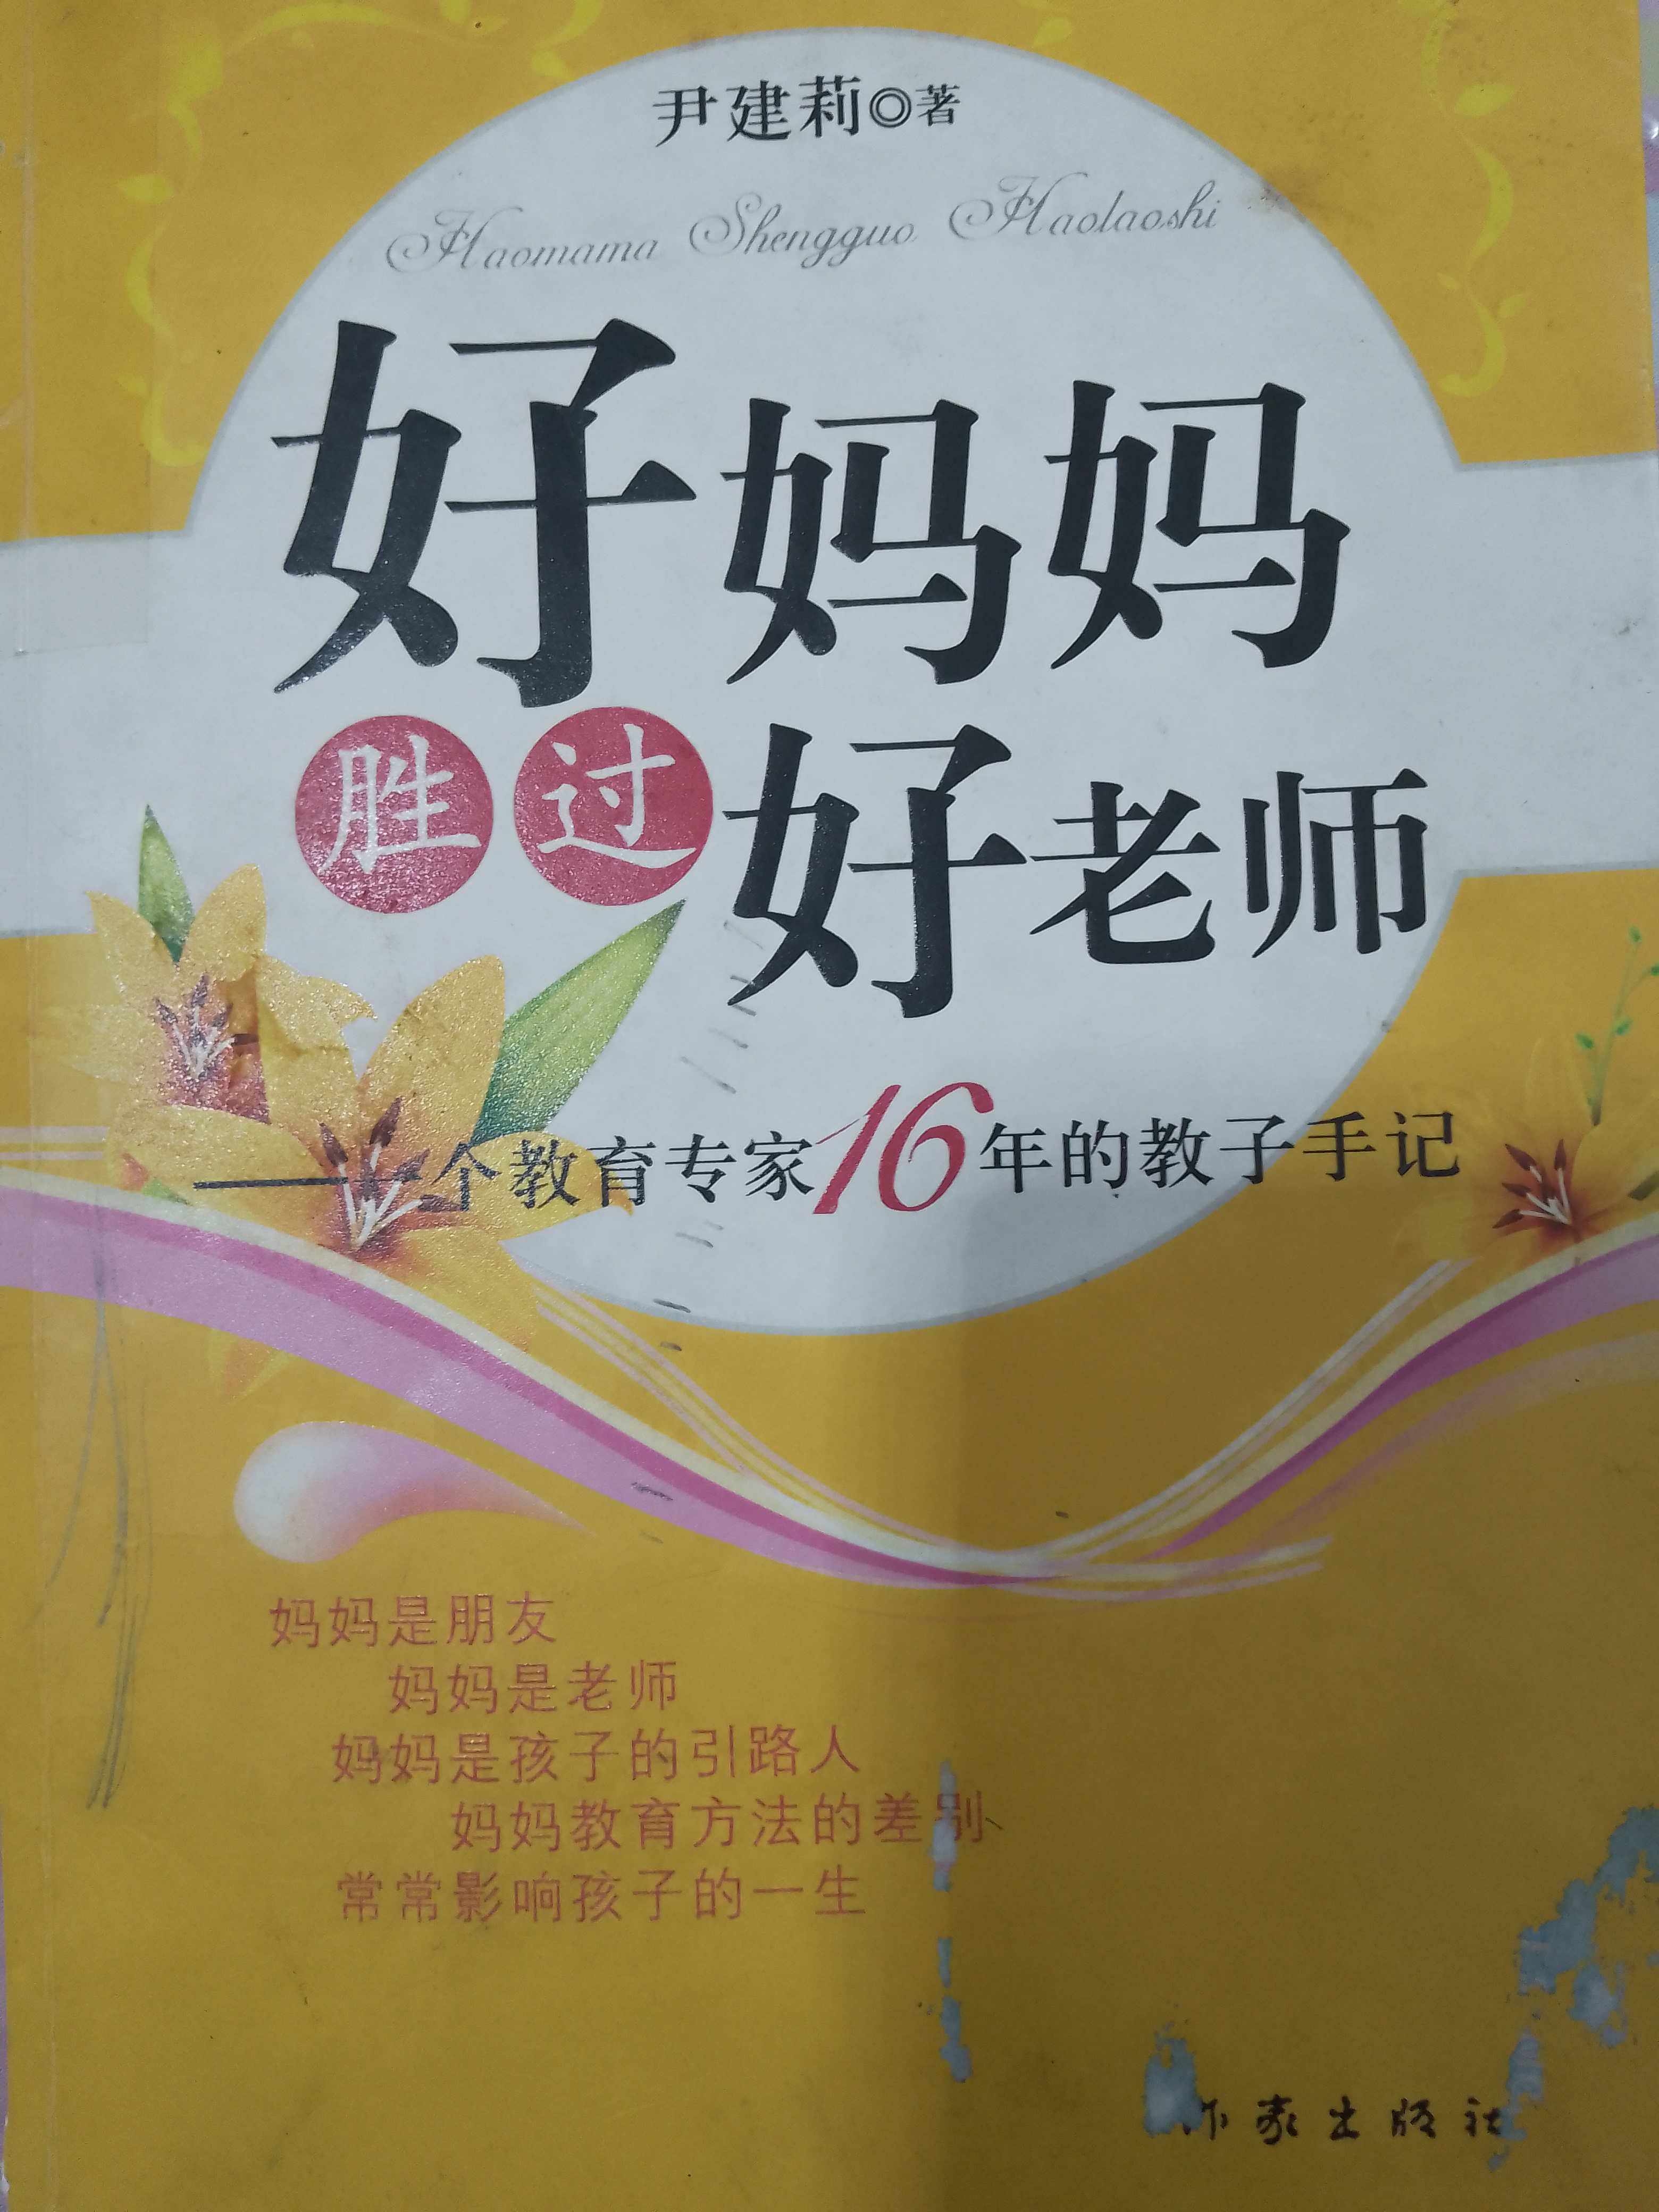 尹建莉◎著
Haomama Shengguo Haolaoshi
好妈妈
胜过好老师
——一个教育专家16年的教子手记
妈妈是朋友
妈妈是老师
妈妈是孩子的引路人
妈妈教育方法的差别
常常影响孩子的一生
作家出版社